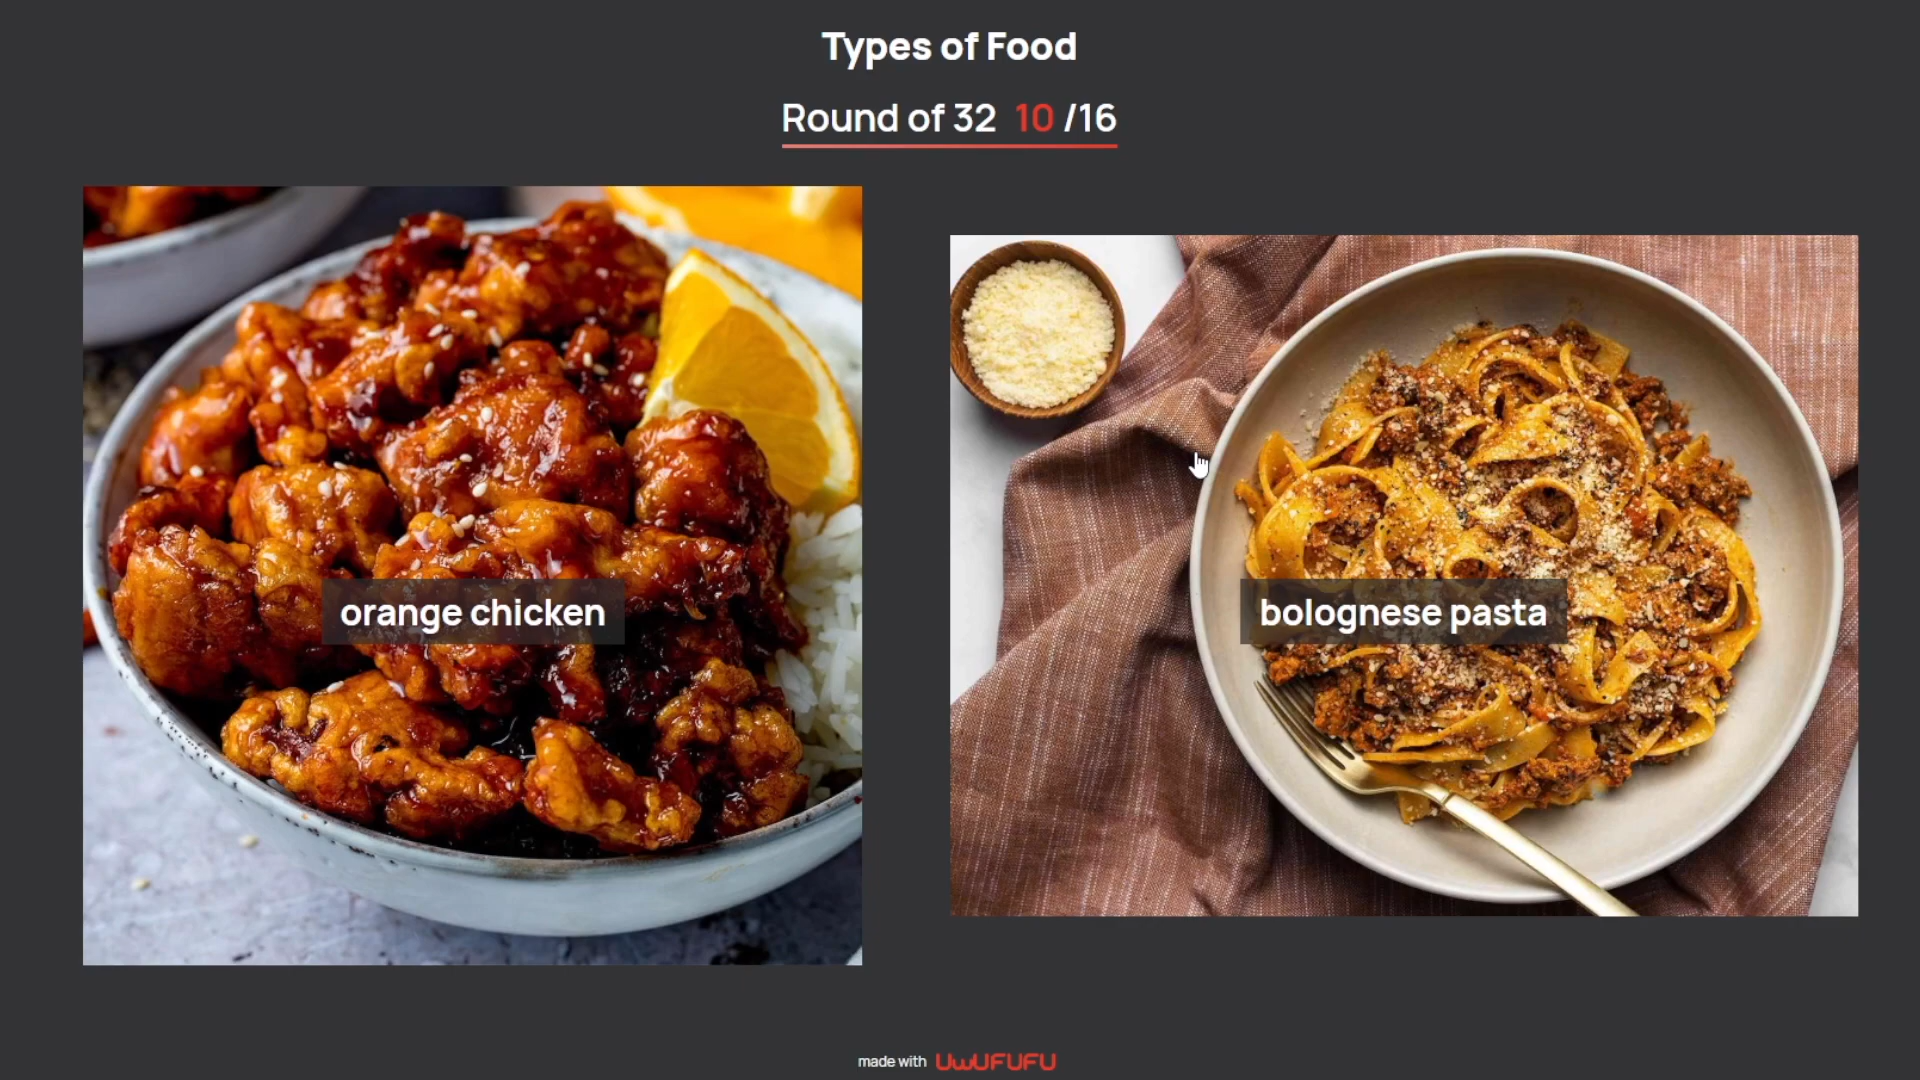 Types of Food
Round of 32 10 /16
orange chicken
bolognese pasta
made with UWUFUFU